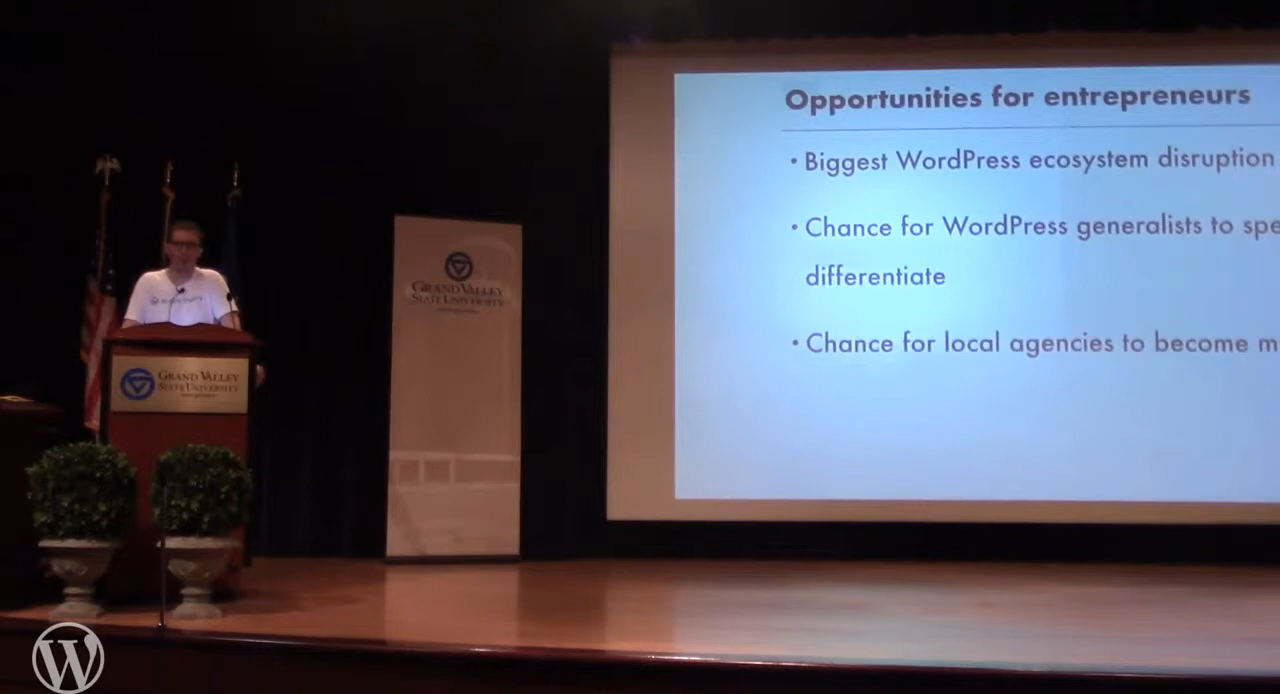 Opportunities for entrepreneurs
• Biggest WordPress ecosystem disruption
• Chance for WordPress generalists to spe
differentiate
• Chance for local agencies to become m
GRAND VALLEY
STATE UNIVERSITY
GRAND VALLEY
STATE UNIVERSITY
W